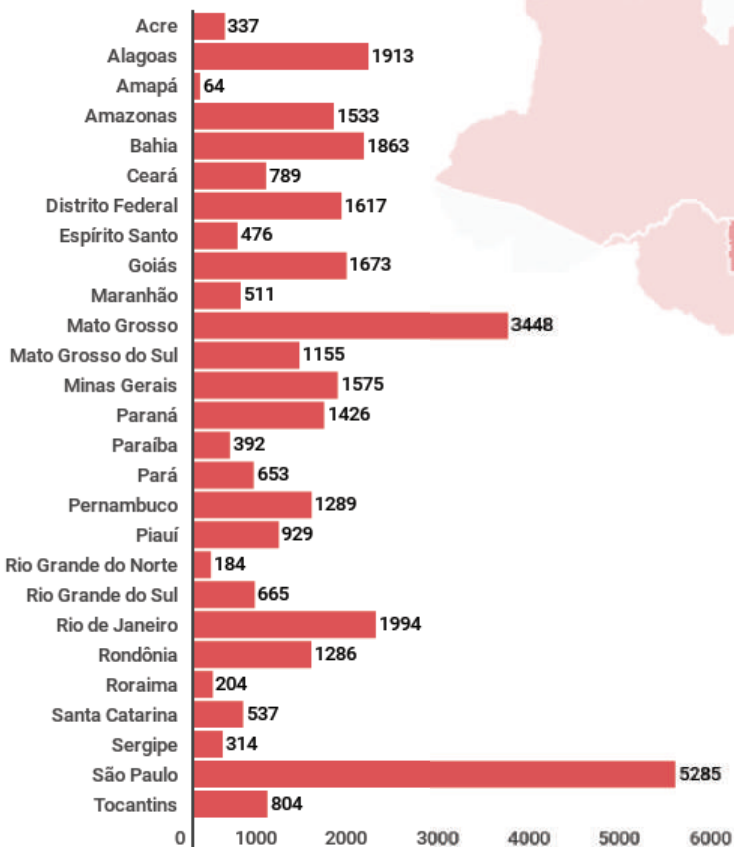 Acre 337
Alagoas 1913
Amapá 64
Amazonas 1533
Bahia 1863
Ceará 789
Distrito Federal 1617
Espírito Santo 476
Goiás 1673
Maranhão 511
Mato Grosso 3448
Mato Grosso do Sul 1155
Minas Gerais 1575
Paraná 1426
Paraíba 392
Pará 653
Pernambuco 1289
Piauí 929
Rio Grande do Norte 184
Rio Grande do Sul 665
Rio de Janeiro 1994
Rondônia 1286
Roraima 204
Santa Catarina 537
Sergipe 314
São Paulo 5285
Tocantins 804
0 1000 2000 3000 4000 5000 6000